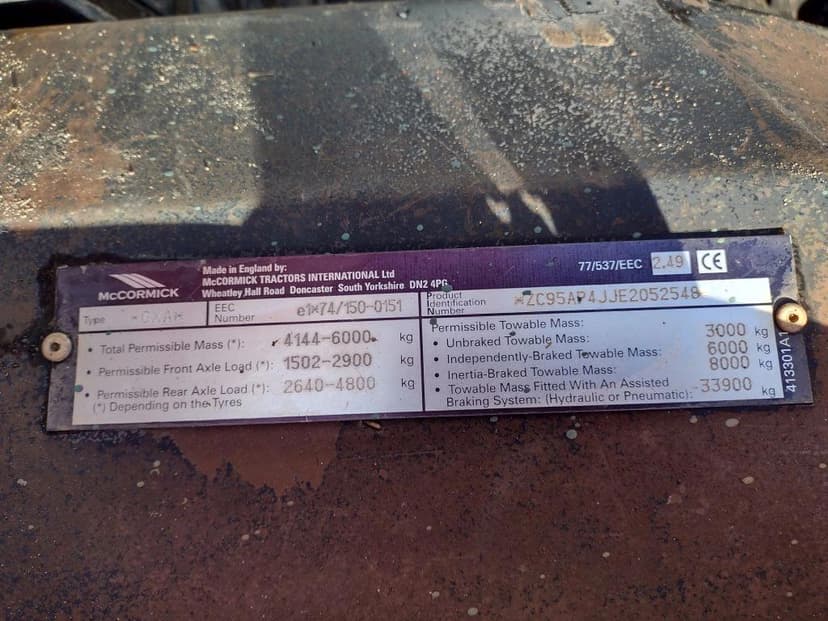 McCORMICK
Made in England by:
McCORMICK TRACTORS INTERNATIONAL Ltd
Wheatley Hall Road Doncaster South Yorkshire DN2 4PG
77/537/EEC 2.49 CE
Type
EEC Number e1*74/150-0151
Product Identification Number *ZC95AP4JJE2052548*
• Total Permissible Mass (*): 4144-6000 kg
• Permissible Front Axle Load (*): 1502-2900 kg
• Permissible Rear Axle Load (*): 2640-4800 kg
(*) Depending on the Tyres
Permissible Towable Mass:
• Unbraked Towable Mass: 3000 kg
• Independently-Braked Towable Mass: 6000 kg
• Inertia-Braked Towable Mass: 8000 kg
• Towable Mass Fitted With An Assisted
Braking System: (Hydraulic or Pneumatic): 33900 kg
413301A1